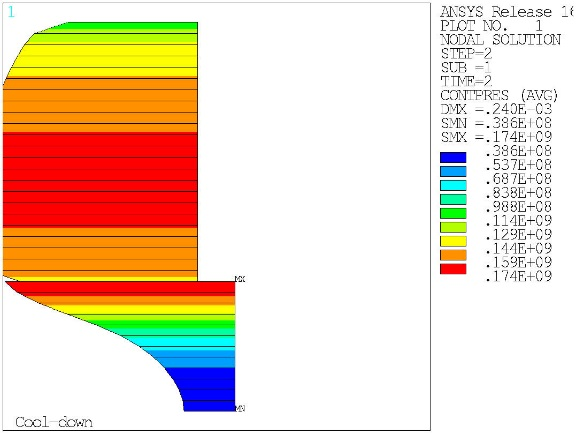 1
ANSYS Release 16
PLOT NO. 1
NODAL SOLUTION
STEP=2
SUB =1
TIME=2
CONTPRES (AVG)
DMX =.240E-03
SMN =.386E+08
SMX =.174E+09
.386E+08
.537E+08
.687E+08
.838E+08
.988E+08
.114E+09
.129E+09
.144E+09
.159E+09
.174E+09
MX
MN
Cool-down